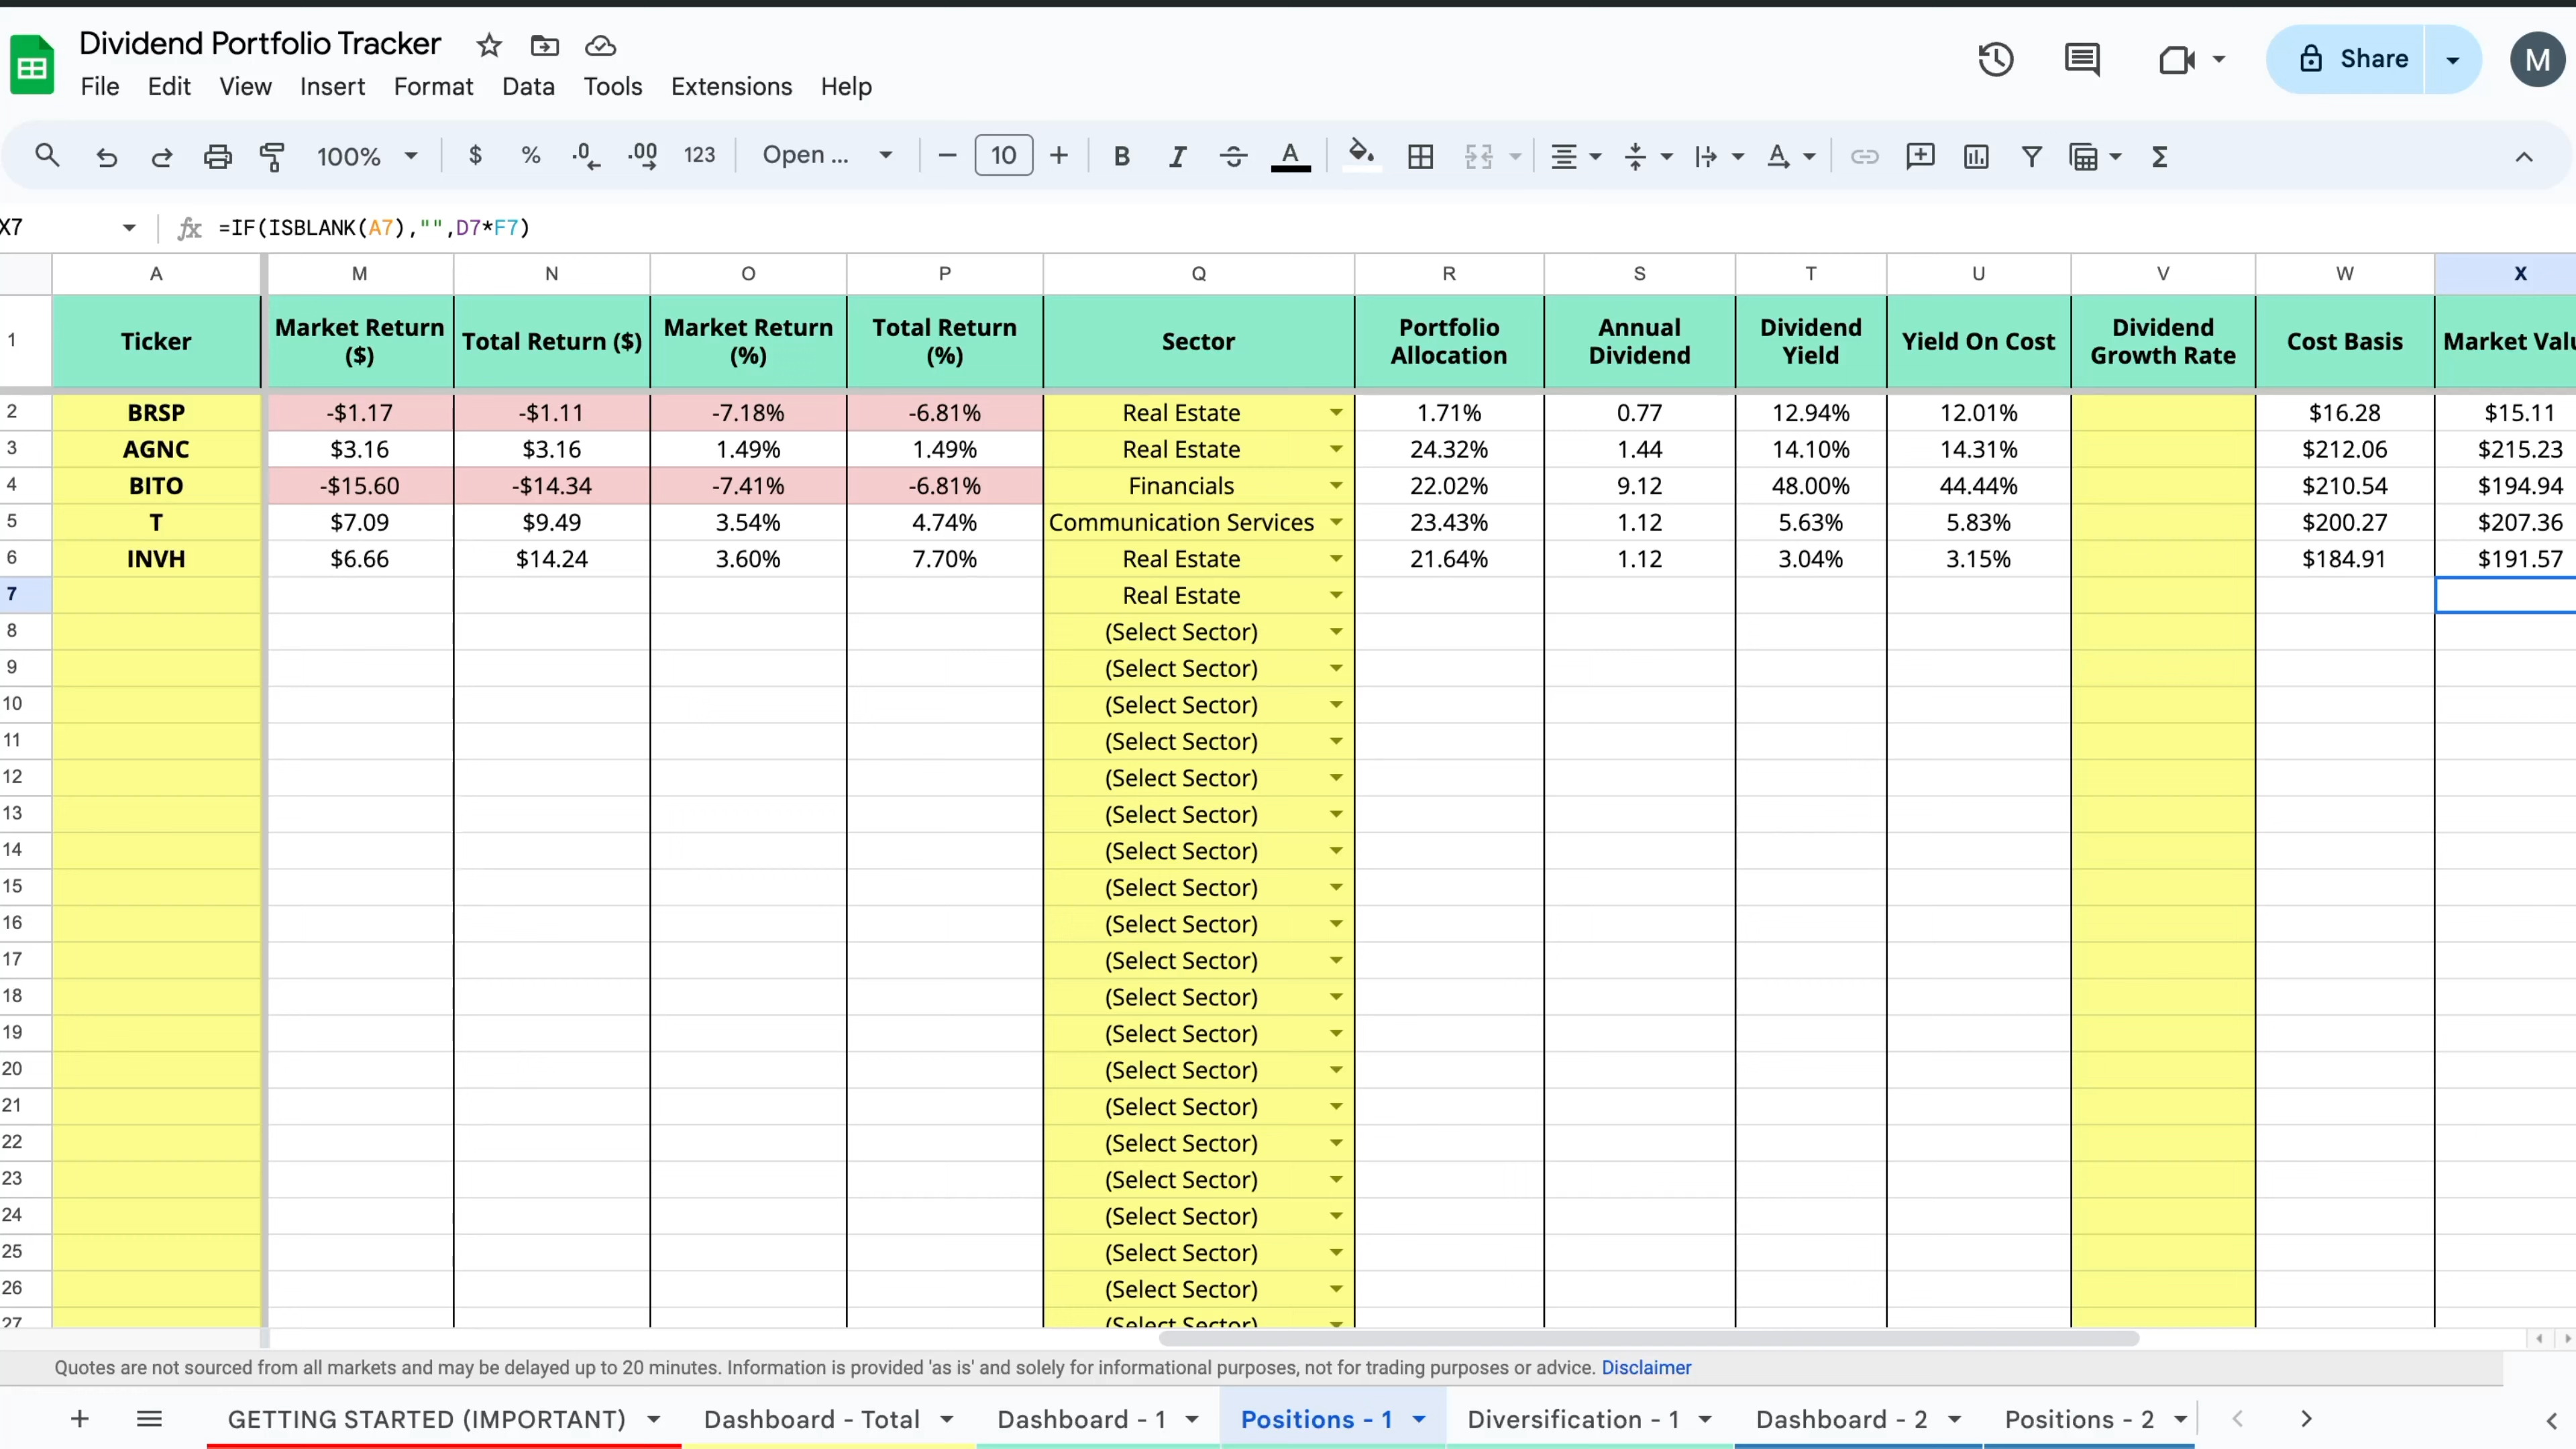 Dividend Portfolio Tracker
File Edit View Insert Format Data Tools Extensions Help
Share
M
100% $ % .0 .00 123 Open ... 10 B I A A Σ
X7 fx =IF(ISBLANK(A7),"",D7*F7)
A M N O P Q R S T U V W X
1 Ticker Market Return ($) Total Return ($) Market Return (%) Total Return (%) Sector Portfolio Allocation Annual Dividend Dividend Yield Yield On Cost Dividend Growth Rate Cost Basis Market Valu
2 BRSP -$1.17 -$1.11 -7.18% -6.81% Real Estate 1.71% 0.77 12.94% 12.01% $16.28 $15.11
3 AGNC $3.16 $3.16 1.49% 1.49% Real Estate 24.32% 1.44 14.10% 14.31% $212.06 $215.23
4 BITO -$15.60 -$14.34 -7.41% -6.81% Financials 22.02% 9.12 48.00% 44.44% $210.54 $194.94
5 T $7.09 $9.49 3.54% 4.74% Communication Services 23.43% 1.12 5.63% 5.83% $200.27 $207.36
6 INVH $6.66 $14.24 3.60% 7.70% Real Estate 21.64% 1.12 3.04% 3.15% $184.91 $191.57
7 Real Estate
8 (Select Sector)
9 (Select Sector)
10 (Select Sector)
11 (Select Sector)
12 (Select Sector)
13 (Select Sector)
14 (Select Sector)
15 (Select Sector)
16 (Select Sector)
17 (Select Sector)
18 (Select Sector)
19 (Select Sector)
20 (Select Sector)
21 (Select Sector)
22 (Select Sector)
23 (Select Sector)
24 (Select Sector)
25 (Select Sector)
26 (Select Sector)
27 (Select Sector)
Quotes are not sourced from all markets and may be delayed up to 20 minutes. Information is provided 'as is' and solely for informational purposes, not for trading purposes or advice. Disclaimer
GETTING STARTED (IMPORTANT) Dashboard - Total Dashboard - 1 Positions - 1 Diversification - 1 Dashboard - 2 Positions - 2